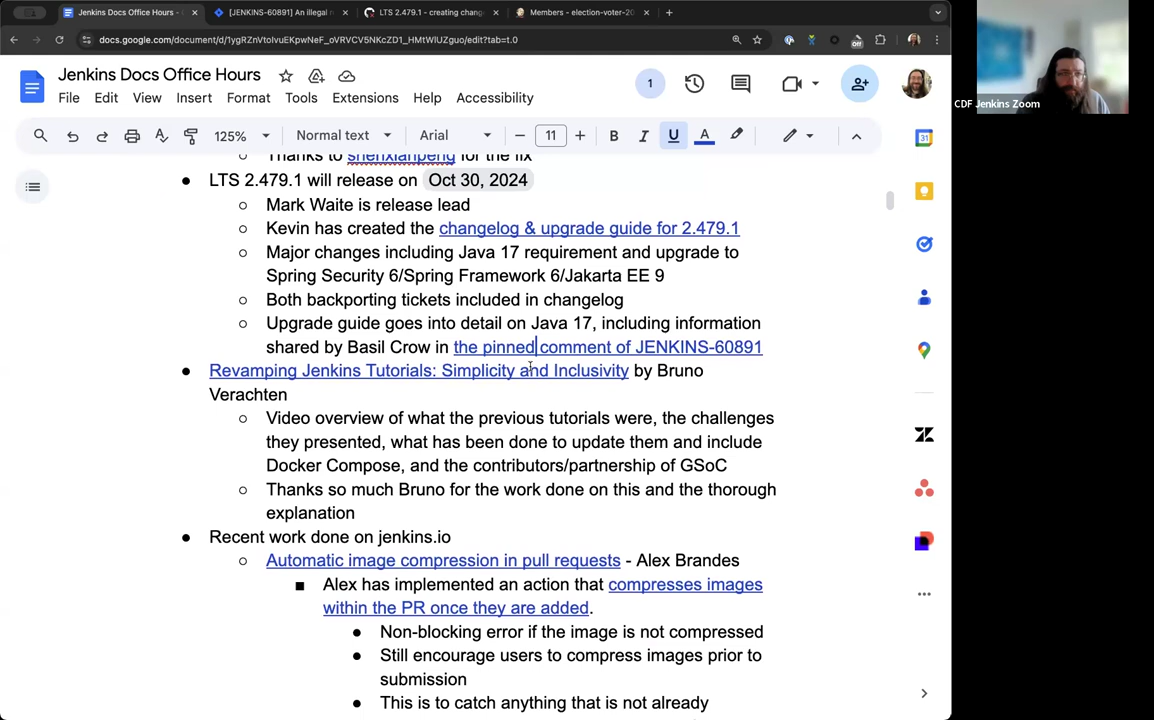 Jenkins Docs Office Hours -
[JENKINS-60891] An illegal r
LTS 2.479.1 - creating chang
Members - election-voter-20
docs.google.com/document/d/1ygRZnVtoIvuEKpwNeF_oVRVCV5NKcZD1_HMtWIUZguo/edit?tab=t.0
Jenkins Docs Office Hours
File Edit View Insert Format Tools Extensions Help Accessibility
1
125% Normal text Arial 11 B I U A
Thanks to shenxianpeng for the fix
LTS 2.479.1 will release on Oct 30, 2024
Mark Waite is release lead
Kevin has created the changelog & upgrade guide for 2.479.1
Major changes including Java 17 requirement and upgrade to
Spring Security 6/Spring Framework 6/Jakarta EE 9
Both backporting tickets included in changelog
Upgrade guide goes into detail on Java 17, including information
shared by Basil Crow in the pinned comment of JENKINS-60891
Revamping Jenkins Tutorials: Simplicity and Inclusivity by Bruno
Verachten
Video overview of what the previous tutorials were, the challenges
they presented, what has been done to update them and include
Docker Compose, and the contributors/partnership of GSoC
Thanks so much Bruno for the work done on this and the thorough
explanation
Recent work done on jenkins.io
Automatic image compression in pull requests - Alex Brandes
Alex has implemented an action that compresses images
within the PR once they are added.
Non-blocking error if the image is not compressed
Still encourage users to compress images prior to
submission
This is to catch anything that is not already
CDF Jenkins Zoom
31
Off